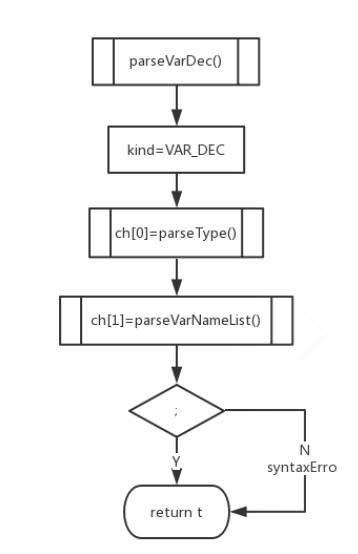 parseVarDec()
kind=VAR_DEC
ch[0]=parseType()
ch[1]=parseVarNameList()
;
N
syntaxErro
Y
return t